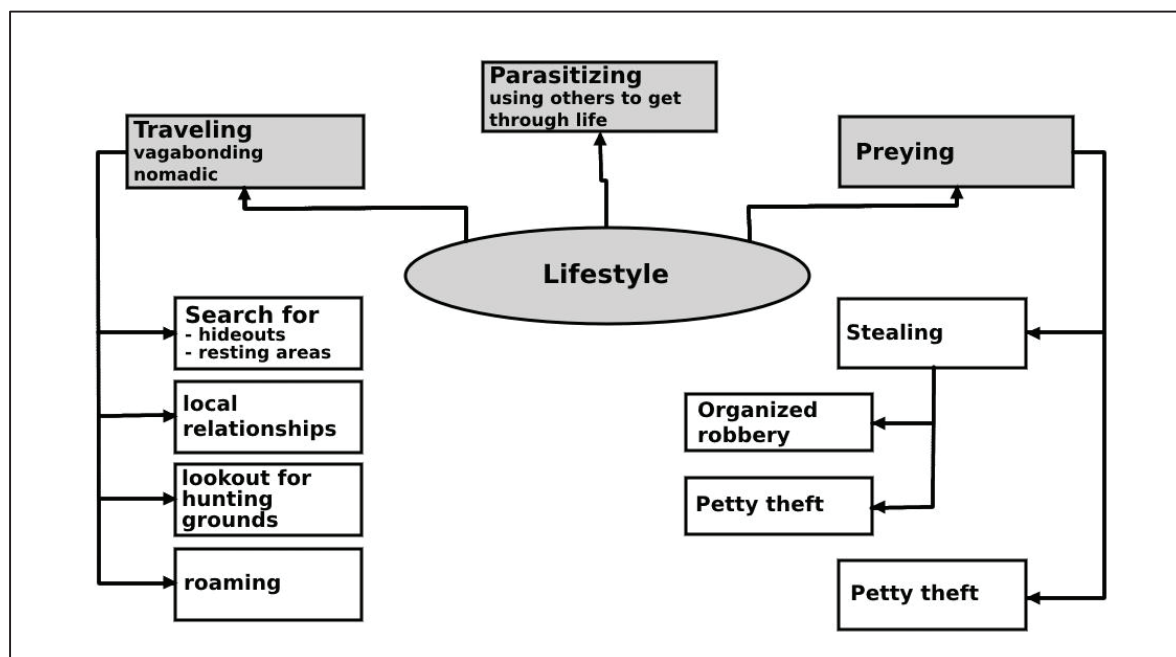 Parasitizing
using others to get
through life
Traveling
vagabonding
nomadic
Preying
Lifestyle
Search for
- hideouts
- resting areas
local
relationships
lookout for
hunting
grounds
roaming
Stealing
Organized
robbery
Petty theft
Petty theft